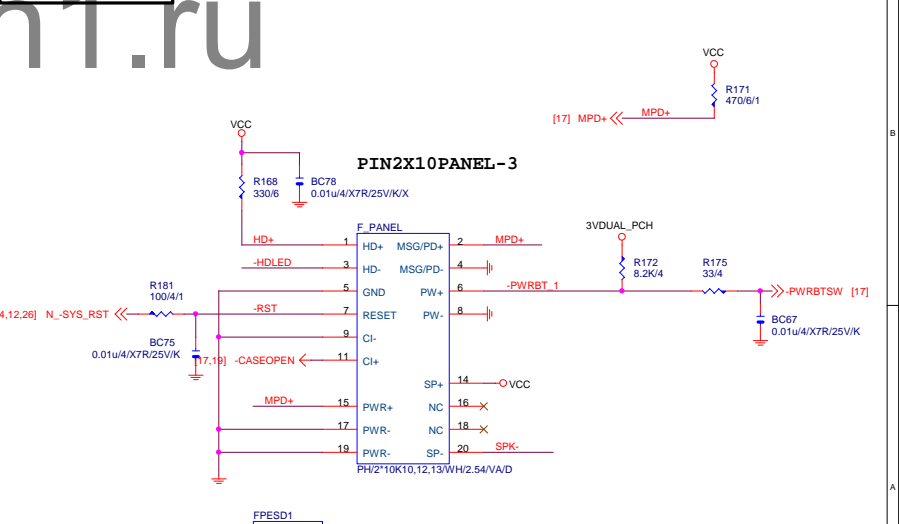 n1.ru
VCC
R171
470/6/1
[17] MPD+ MPD+
B
VCC
PIN2X10PANEL-3
R168
330/6
BC78
0.01u/4/X7R/25V/K/X
F_PANEL
3VDUAL_PCH
HD+ 1 HD+ MSG/PD+ 2 MPD+
R172
8.2K/4
R175
33/4
-HDLED 3 HD- MSG/PD- 4
5 GND PW+ 6 -PWRBT_1
-PWRBTSW [17]
R181
100/4/1
4,12,26] N_-SYS_RST -RST 7 RESET PW- 8
BC67
0.01u/4/X7R/25V/K
BC75
0.01u/4/X7R/25V/K
9 CI-
[17,19] -CASEOPEN 11 CI+
SP+ 14 VCC
MPD+ 15 PWR+ NC 16
17 PWR- NC 18
19 PWR- SP- 20 SPK-
PH/2*10K10,12,13/WH/2.54/VA/D
A
FPESD1